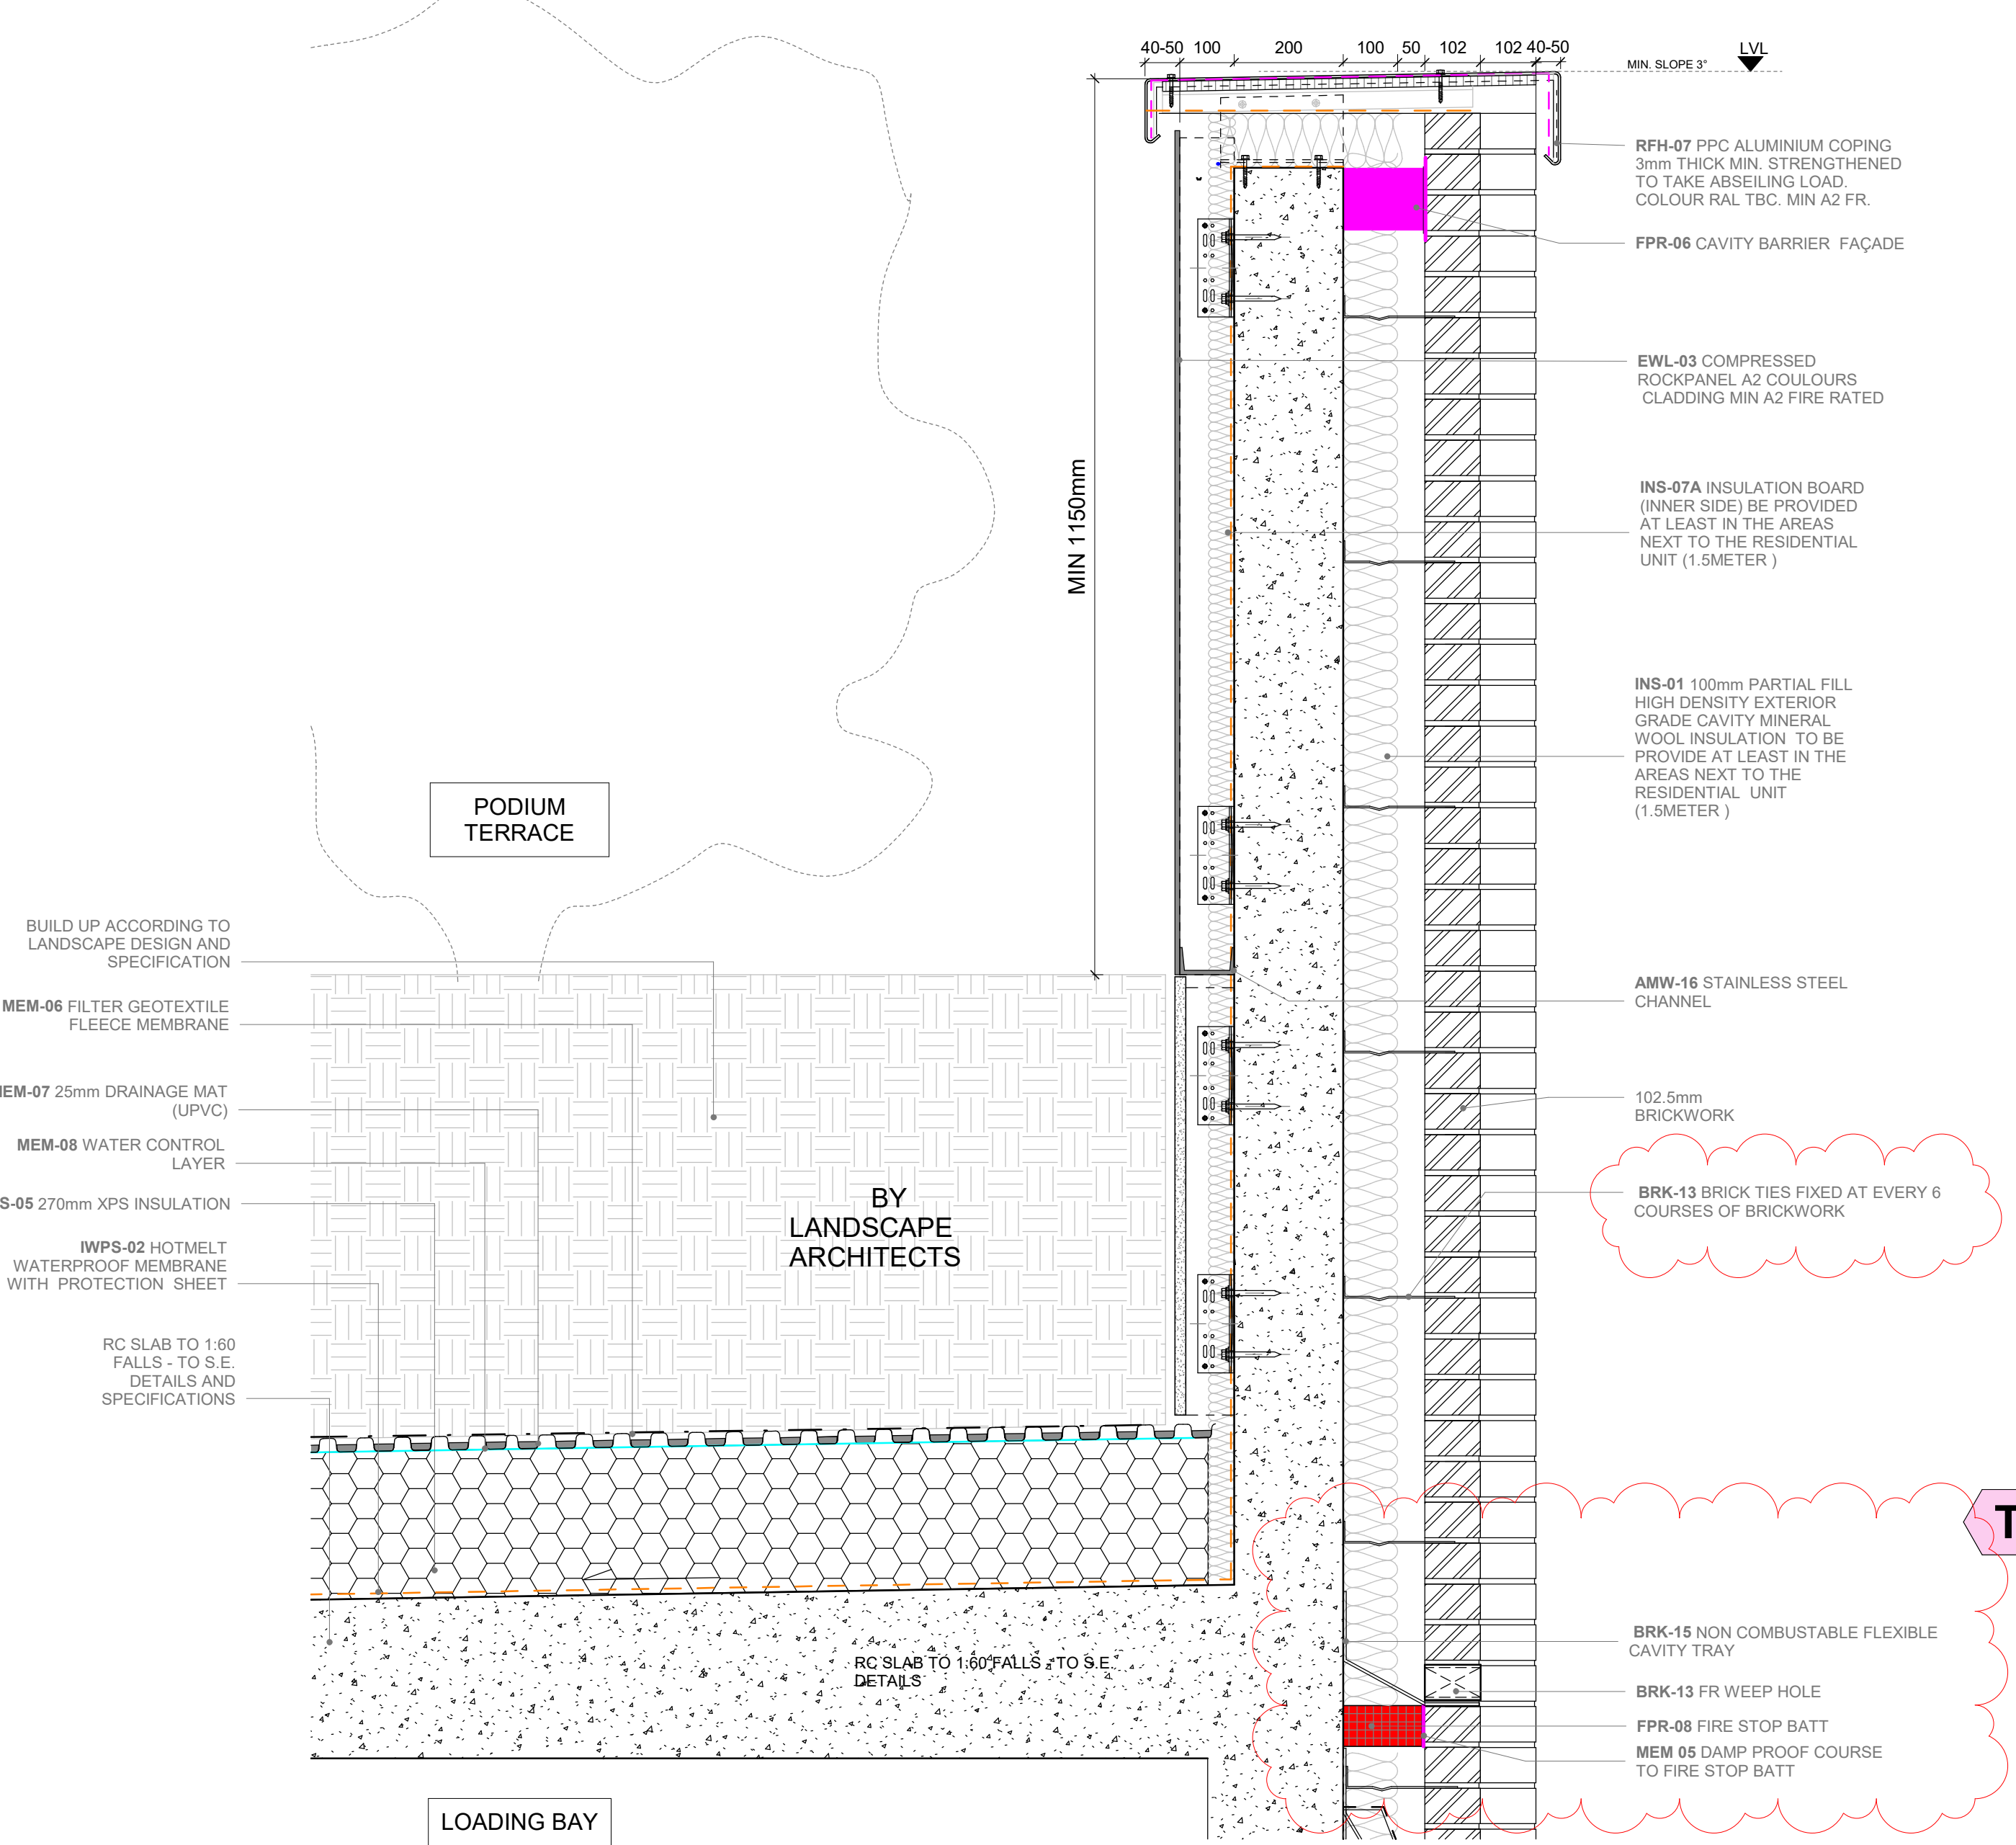 40-50 100 200 100 50 102 102 40-50
LVL
MIN. SLOPE 3°
RFH-07 PPC ALUMINIUM COPING
3mm THICK MIN. STRENGTHENED
TO TAKE ABSEILING LOAD.
COLOUR RAL TBC. MIN A2 FR.
FPR-06 CAVITY BARRIER FAÇADE
EWL-03 COMPRESSED
ROCKPANEL A2 COULOURS
CLADDING MIN A2 FIRE RATED
MIN 1150mm
INS-07A INSULATION BOARD
(INNER SIDE) BE PROVIDED
AT LEAST IN THE AREAS
NEXT TO THE RESIDENTIAL
UNIT (1.5METER )
INS-01 100mm PARTIAL FILL
HIGH DENSITY EXTERIOR
GRADE CAVITY MINERAL
WOOL INSULATION TO BE
PROVIDE AT LEAST IN THE
AREAS NEXT TO THE
RESIDENTIAL UNIT
(1.5METER )
PODIUM
TERRACE
BUILD UP ACCORDING TO
LANDSCAPE DESIGN AND
SPECIFICATION
MEM-06 FILTER GEOTEXTILE
FLEECE MEMBRANE
AMW-16 STAINLESS STEEL
CHANNEL
EM-07 25mm DRAINAGE MAT
(UPVC)
102.5mm
BRICKWORK
MEM-08 WATER CONTROL
LAYER
S-05 270mm XPS INSULATION
BY
LANDSCAPE
ARCHITECTS
BRK-13 BRICK TIES FIXED AT EVERY 6
COURSES OF BRICKWORK
IWPS-02 HOTMELT
WATERPROOF MEMBRANE
WITH PROTECTION SHEET
RC SLAB TO 1:60
FALLS - TO S.E.
DETAILS AND
SPECIFICATIONS
T
RC SLAB TO 1:60 FALLS - TO S.E.
DETAILS
BRK-15 NON COMBUSTABLE FLEXIBLE
CAVITY TRAY
BRK-13 FR WEEP HOLE
FPR-08 FIRE STOP BATT
MEM 05 DAMP PROOF COURSE
TO FIRE STOP BATT
LOADING BAY